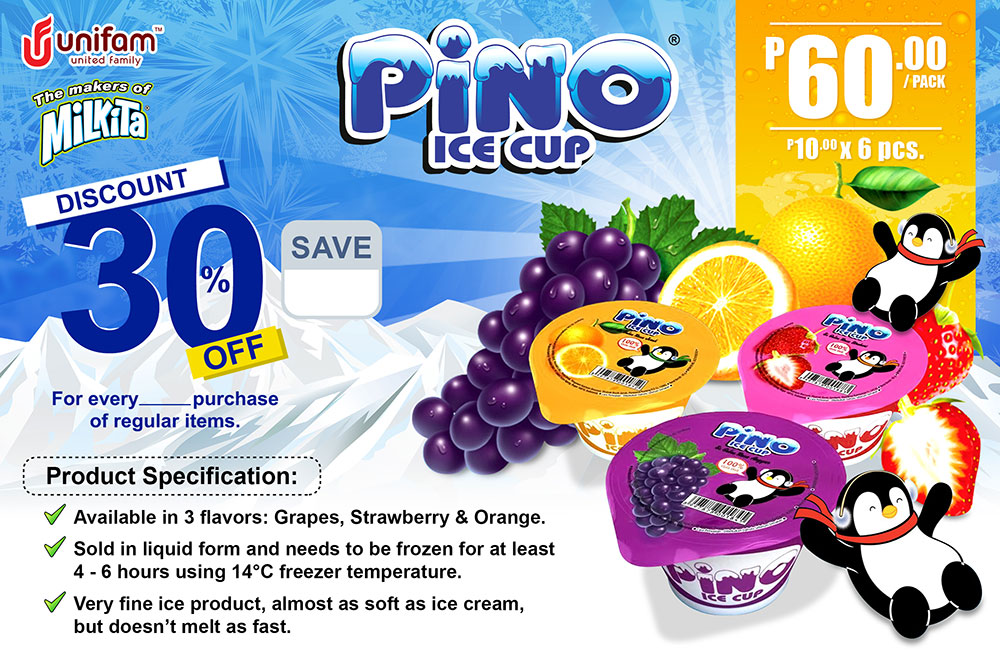 unifam™
united family
The makers of
MiLKiTa®
PiNO®
ICE CUP
₱60.00
/PACK
₱10.00 x 6 pcs.
DISCOUNT
30%
OFF
SAVE
For every_____purchase
of regular items.
PiNO
ICE CUP
100%
PiNO
ICE CUP
100%
PiNO
ICE CUP
100%
PiNO
ICE CUP
Product Specification:
✓ Available in 3 flavors: Grapes, Strawberry & Orange.
✓ Sold in liquid form and needs to be frozen for at least
4 - 6 hours using 14°C freezer temperature.
✓ Very fine ice product, almost as soft as ice cream,
but doesn’t melt as fast.